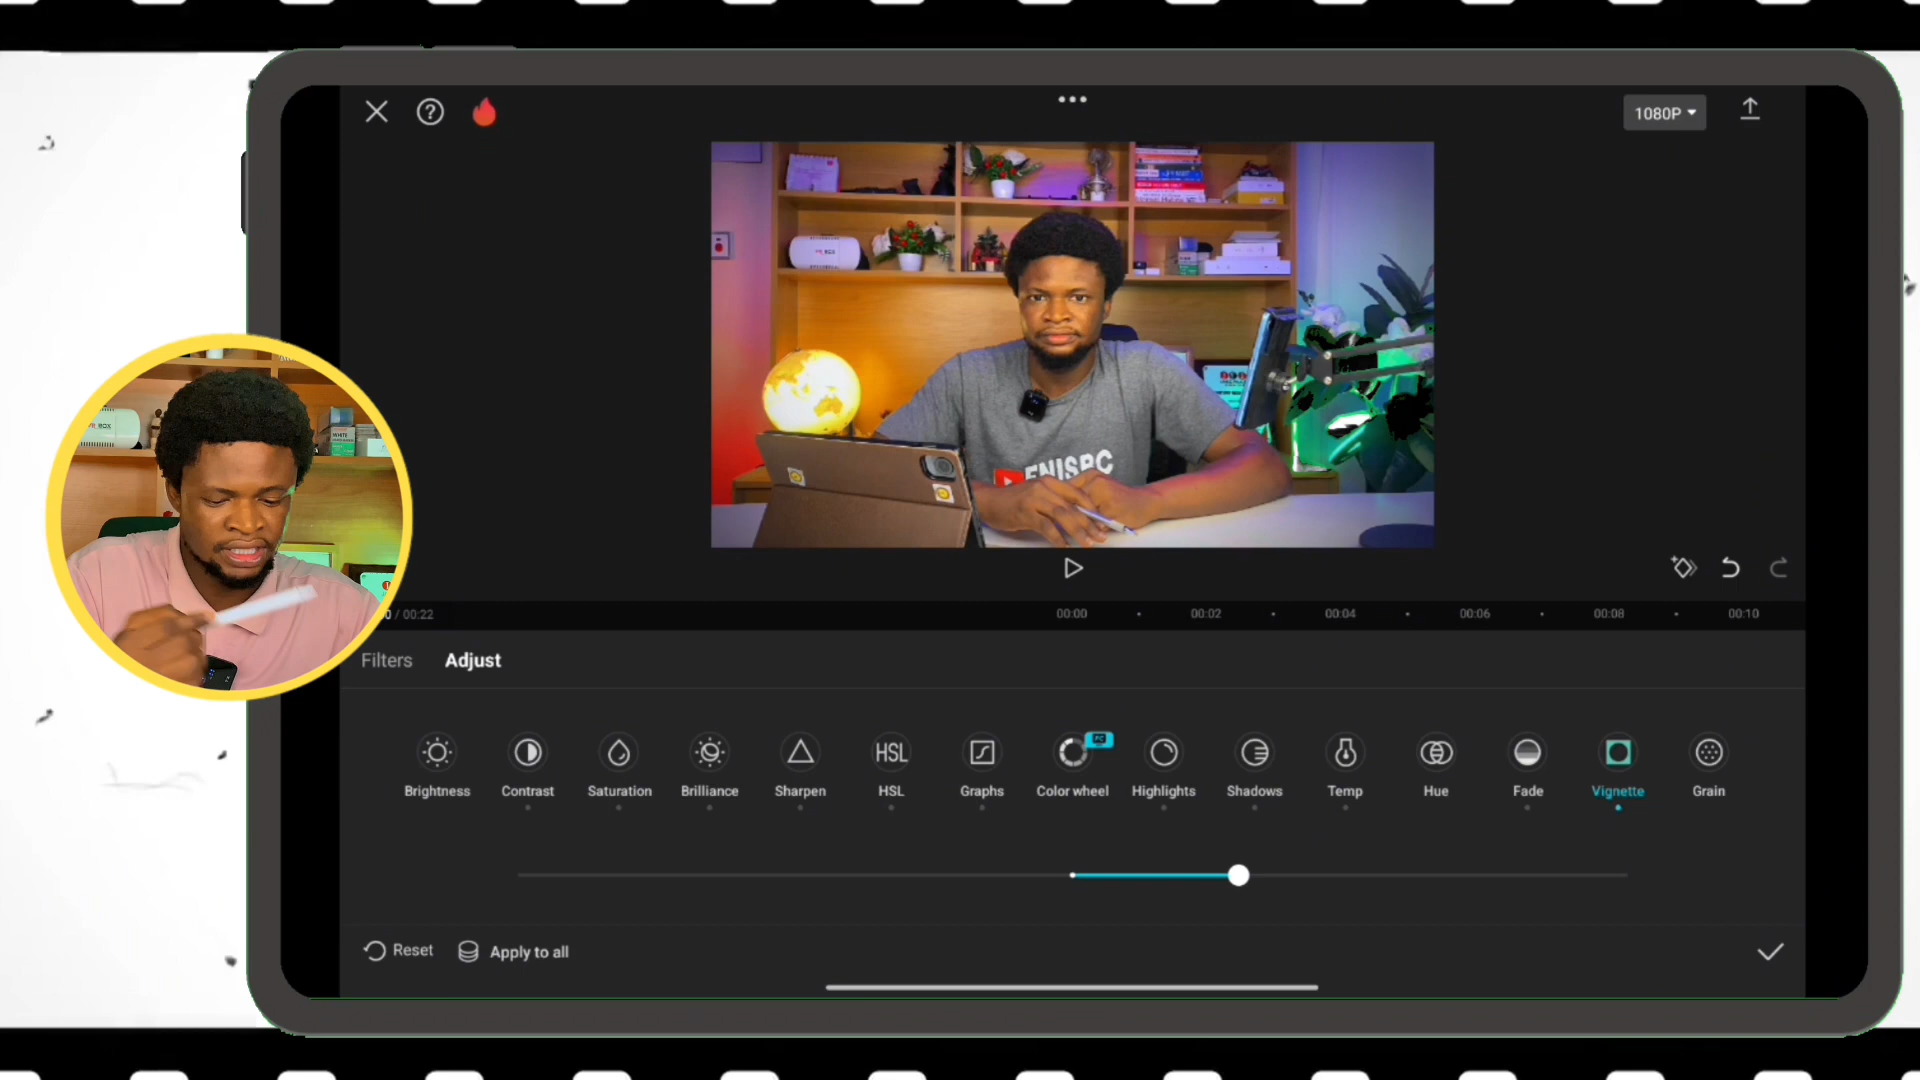 1080P
ENISPC
00:22
00:00
00:02
00:04
00:06
00:08
00:10
Filters
Adjust
Brightness
Contrast
Saturation
Brilliance
Sharpen
HSL
HSL
Graphs
PC
Color wheel
Highlights
Shadows
Temp
Hue
Fade
Vignette
Grain
Reset
Apply to all